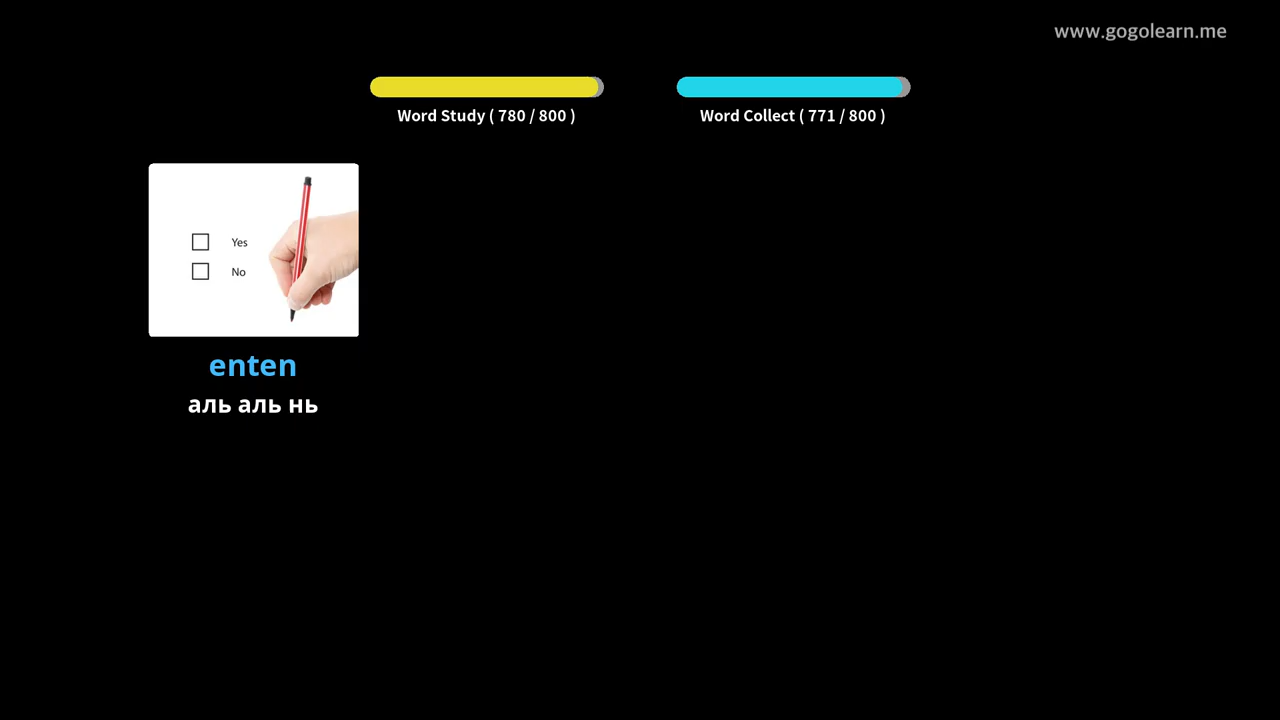 www.gogolearn.me
Word Study ( 780 / 800 )
Word Collect ( 771 / 800 )
Yes
No
enten
аль аль нь